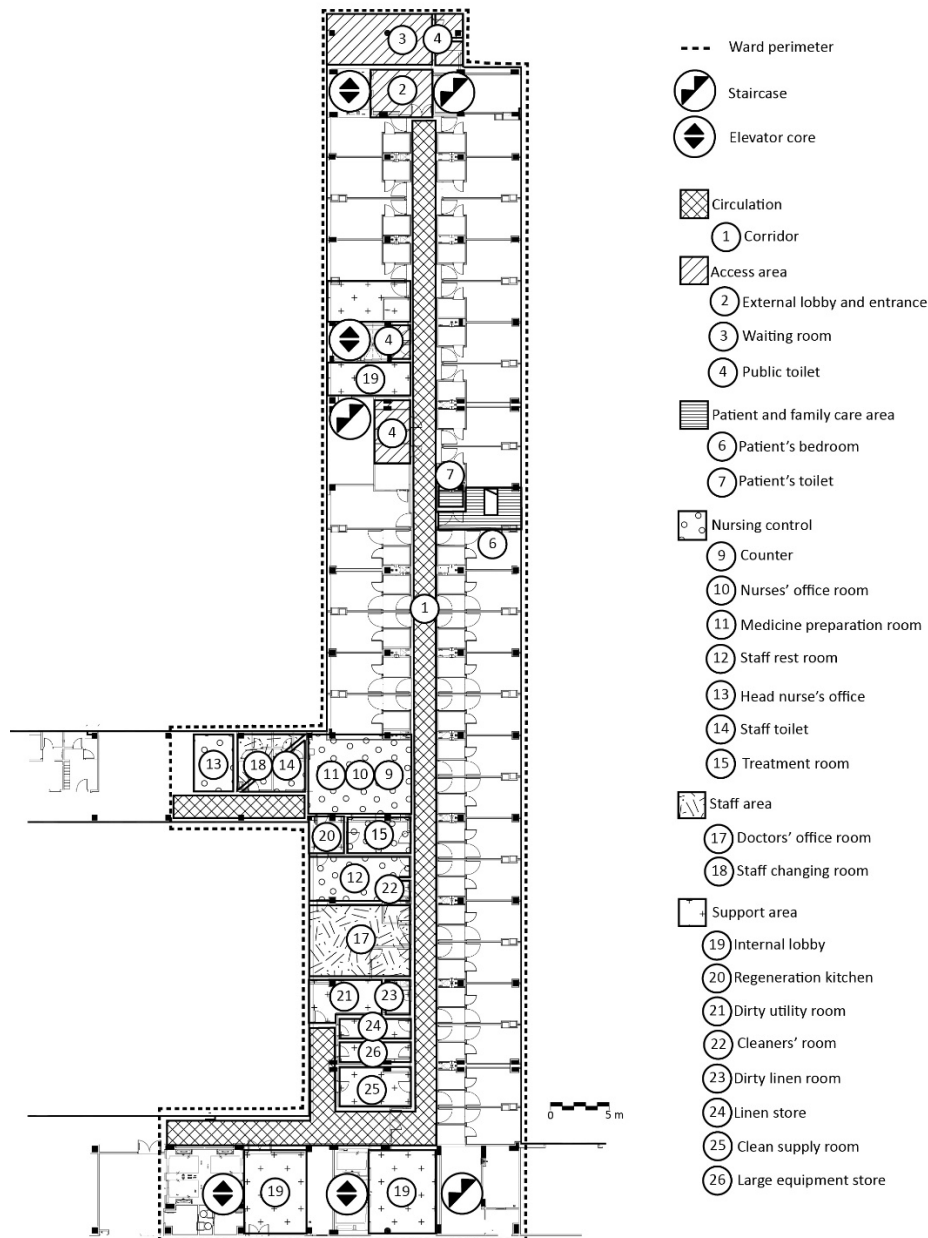 3
4
2
4
19
4
7
6
1
13
18
14
11
10
9
20
15
12
22
17
21
23
24
26
25
19
19
5 m
0
Ward perimeter
Staircase
Elevator core
Circulation
1 Corridor
Access area
2 External lobby and entrance
3 Waiting room
4 Public toilet
Patient and family care area
6 Patient's bedroom
7 Patient's toilet
Nursing control
9 Counter
10 Nurses' office room
11 Medicine preparation room
12 Staff rest room
13 Head nurse's office
14 Staff toilet
15 Treatment room
Staff area
17 Doctors' office room
18 Staff changing room
Support area
19 Internal lobby
20 Regeneration kitchen
21 Dirty utility room
22 Cleaners' room
23 Dirty linen room
24 Linen store
25 Clean supply room
26 Large equipment store